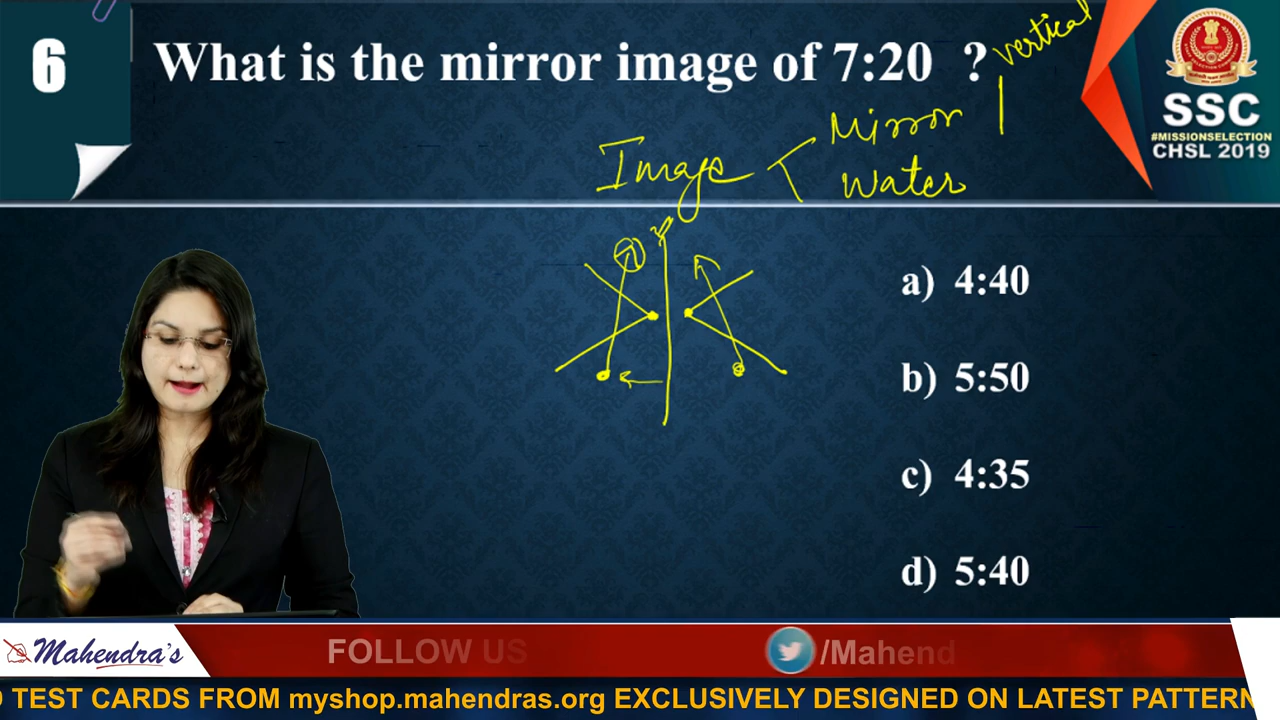 6
What is the mirror image of 7:20 ?
vertical
Mirror
Image
Water
SSC
#MISSIONSELECTION
CHSL 2019
a) 4:40
b) 5:50
c) 4:35
d) 5:40
Mahendra's
FOLLOW US
/Mahend
TEST CARDS FROM myshop.mahendras.org EXCLUSIVELY DESIGNED ON LATEST PATTERN